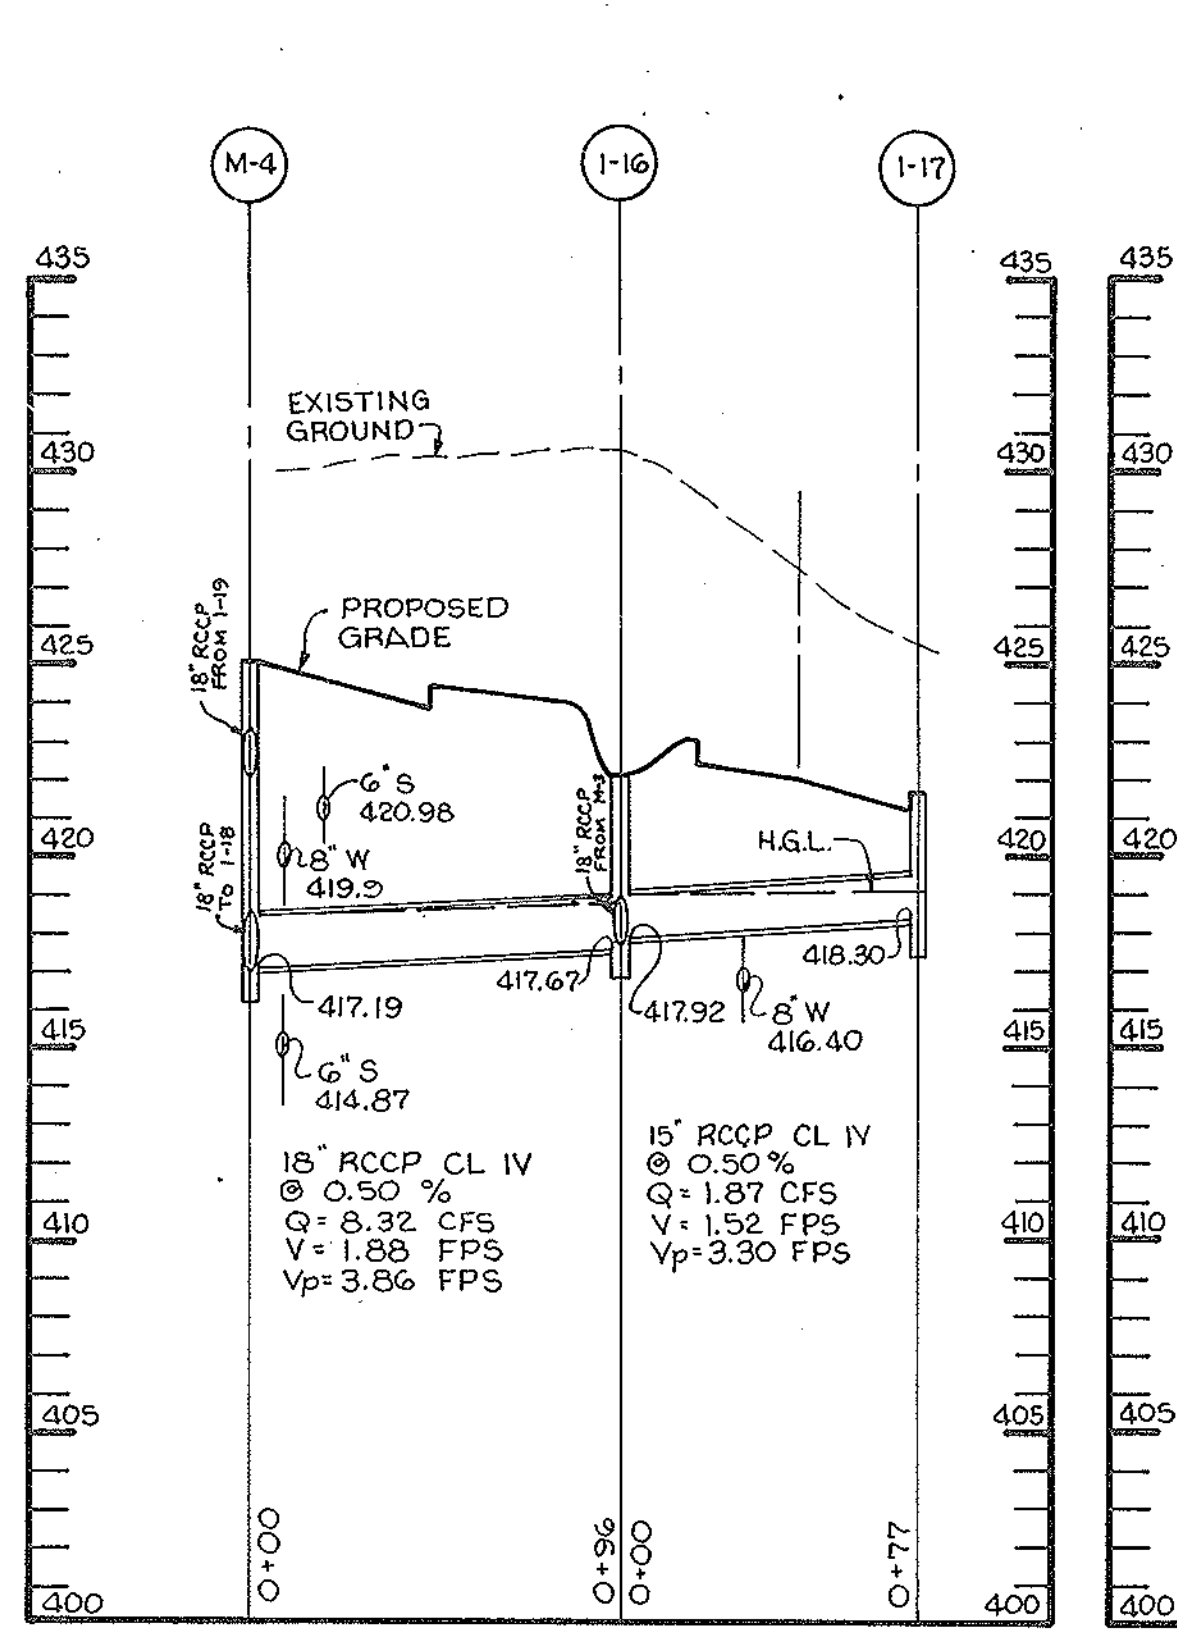 M-4
I-16
I-17
435
435
435
EXISTING
GROUND
430
430
430
18" RCCP
FROM I-19
PROPOSED
GRADE
425
425
425
6" S
420.98
18" RCCP
FROM M-3
H.G.L.
420
420
420
18" RCCP
TO I-18
8" W
419.9
417.67
418.30
417.19
417.92
8" W
416.40
415
415
415
6" S
414.87
18" RCCP CL IV
@ 0.50 %
Q = 8.32 CFS
V = 1.88 FPS
Vp = 3.86 FPS
15" RCCP CL IV
@ 0.50 %
Q = 1.87 CFS
V = 1.52 FPS
Vp = 3.30 FPS
410
410
410
405
405
405
0+00
0+96
0+00
0+77
400
400
400